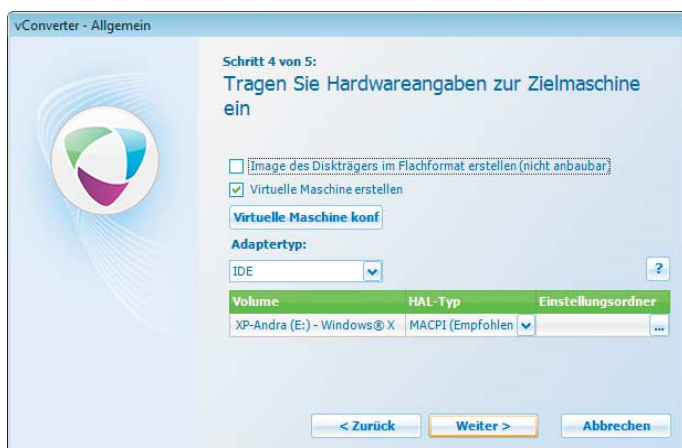 vConverter - Allgemein
Schritt 4 von 5:
Tragen Sie Hardwareangaben zur Zielmaschine
ein
Image des Diskträgers im Flachformat erstellen (nicht anbaubar)
Virtuelle Maschine erstellen
Virtuelle Maschine konf
Adaptertyp:
IDE
?
Volume HAL-Typ Einstellungsordner
XP-Andra (E:) - Windows® X MACPI (Empfohlen ...
< Zurück Weiter > Abbrechen